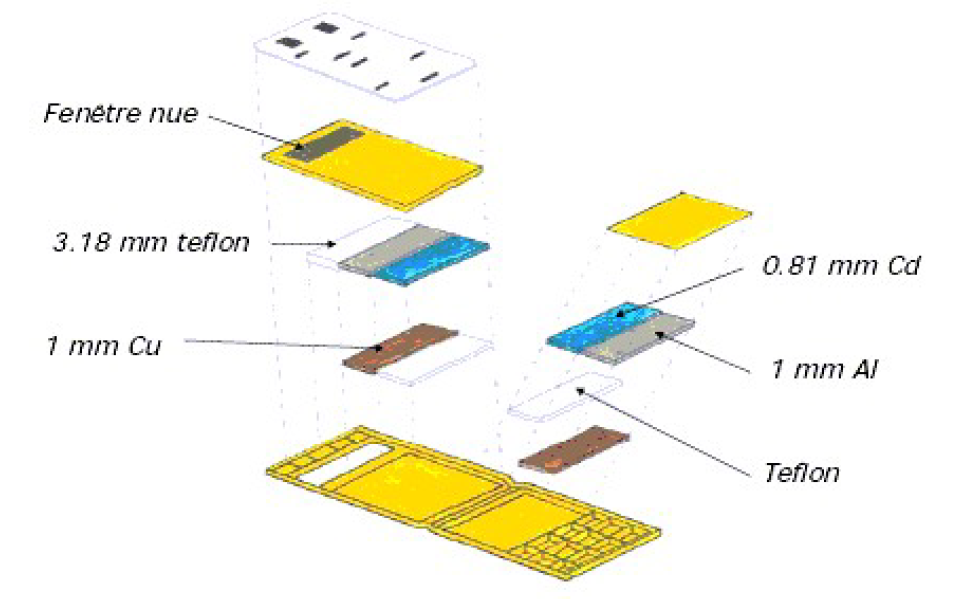 Fenêtre nue
3.18 mm teflon
0.81 mm Cd
1 mm Cu
1 mm Al
Teflon